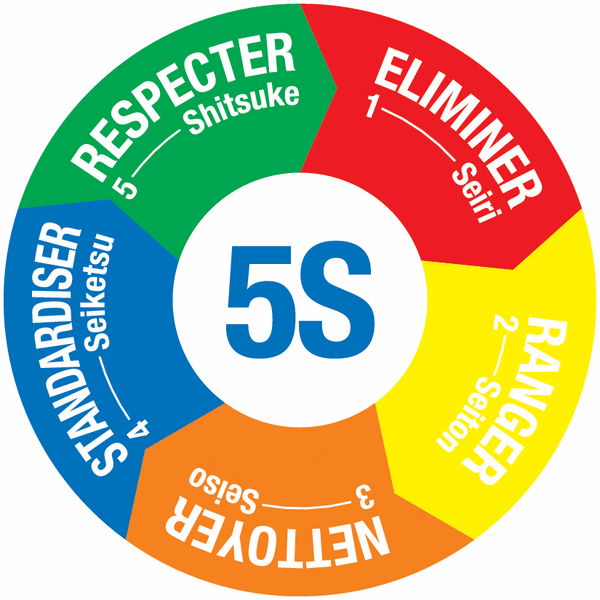 5S
ELIMINER
1 Seiri
RANGER
2 Seiton
NETTOYER
3 Seiso
STANDARDISER
4 Seiketsu
RESPECTER
5 Shitsuke